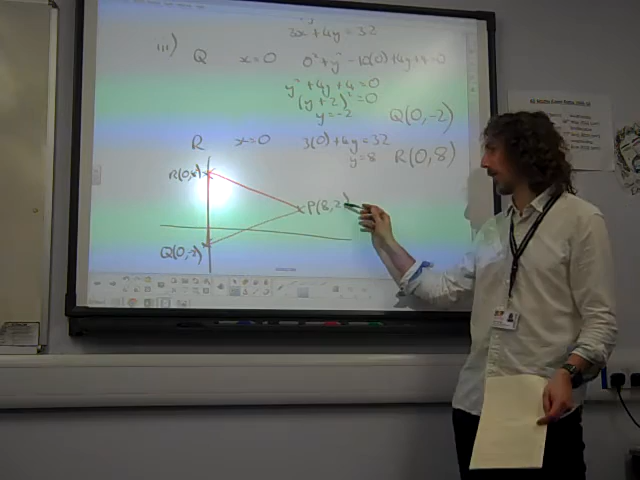 3x + 4y = 32
iii) Q x=0 0² + y² - 10(0) + 4y + 4 = 0
y² + 4y + 4 = 0
(y + 2)² = 0
y = -2
Q(0,-2)
R x=0 3(0) + 4y = 32
y = 8 R(0,8)
R(0,8)
P(8,2)
Q(0,-2)